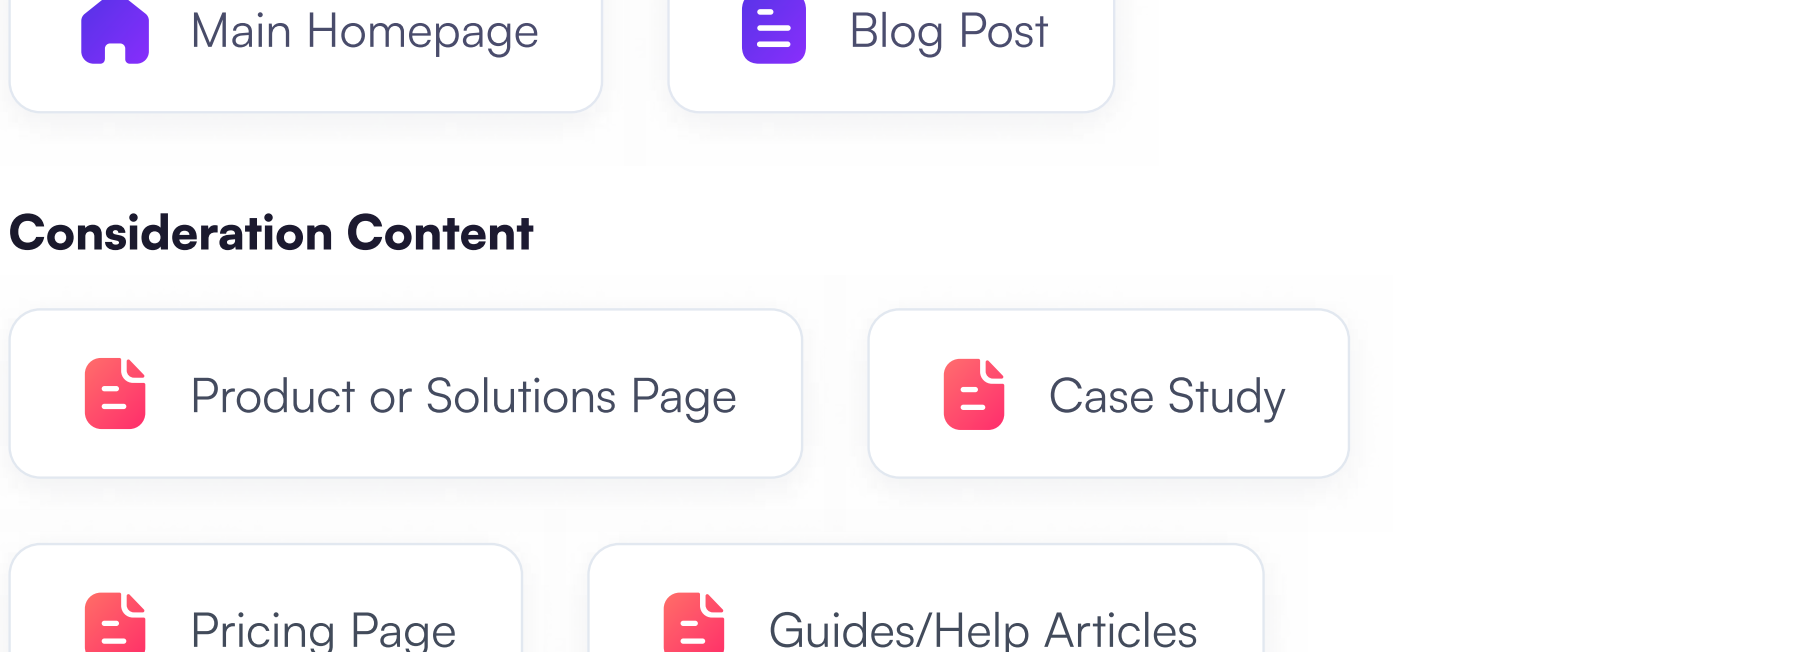 Main Homepage
Blog Post
Consideration Content
Product or Solutions Page
Case Study
Pricing Page
Guides/Help Articles